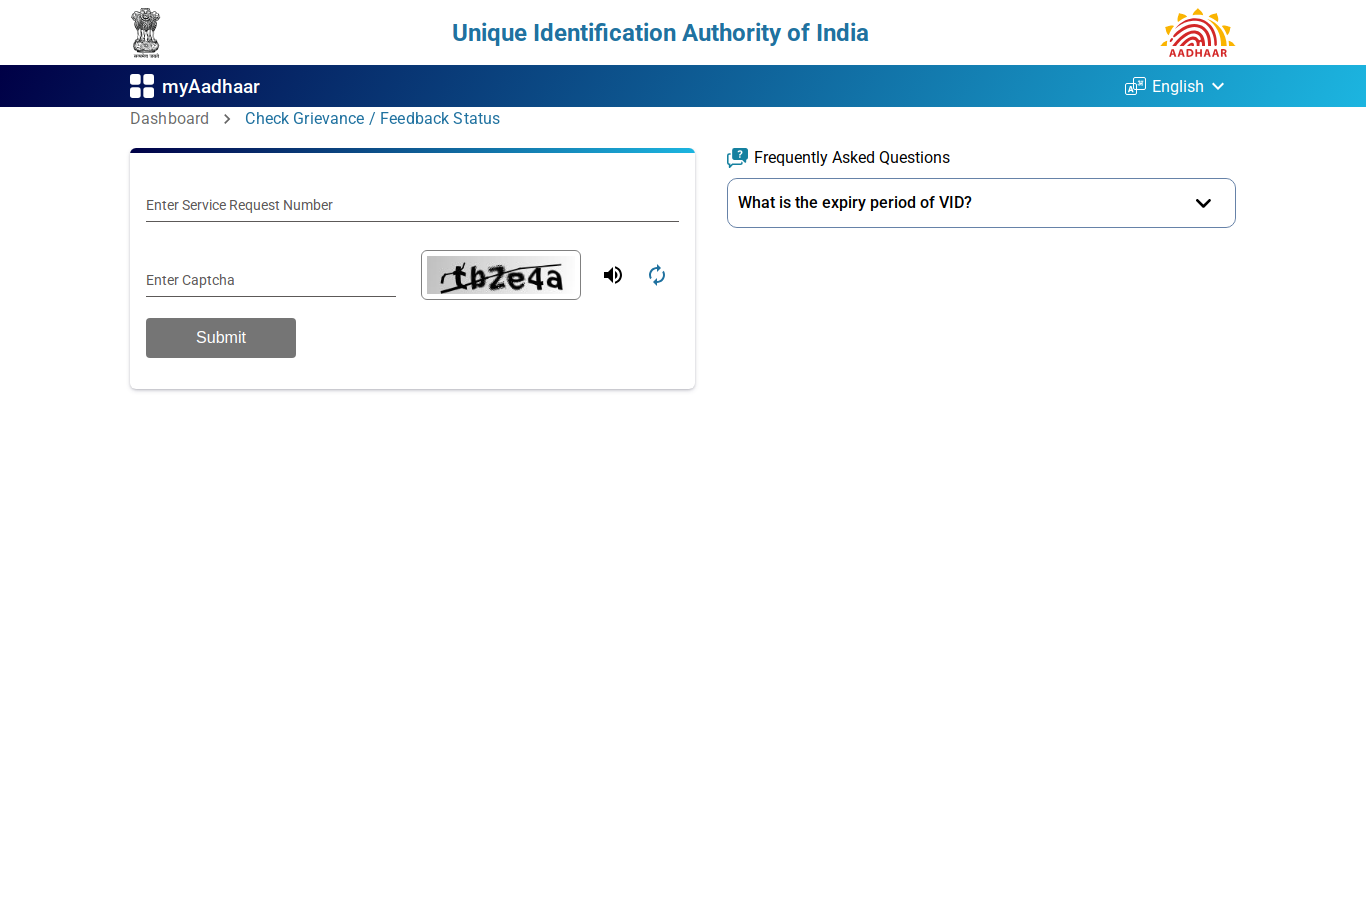 Unique Identification Authority of India
AADHAAR
myAadhaar
English
Dashboard
Check Grievance / Feedback Status
Frequently Asked Questions
What is the expiry period of VID?
Enter Service Request Number
Enter Captcha
Submit